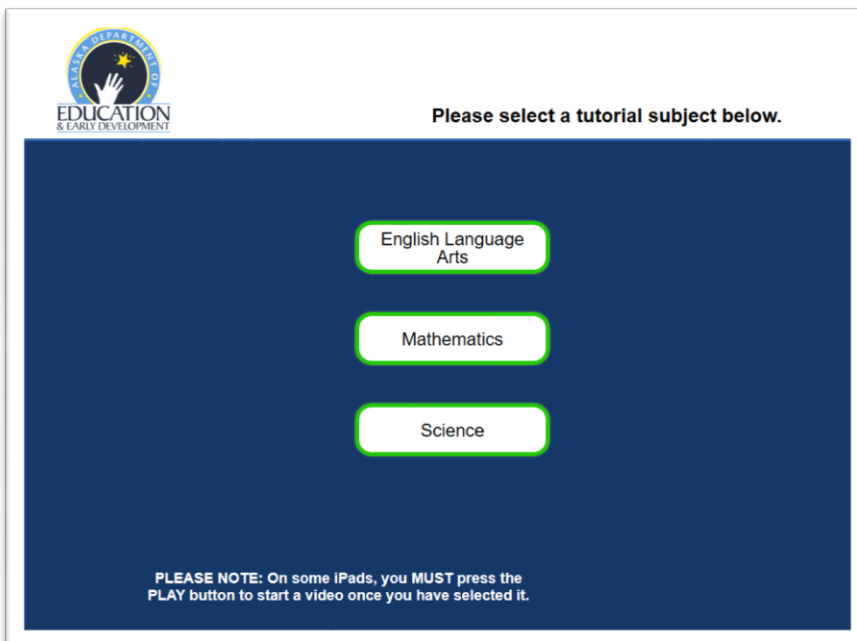 ALASKA DEPARTMENT OF
EDUCATION
& EARLY DEVELOPMENT
Please select a tutorial subject below.
English Language
Arts
Mathematics
Science
PLEASE NOTE: On some iPads, you MUST press the
PLAY button to start a video once you have selected it.